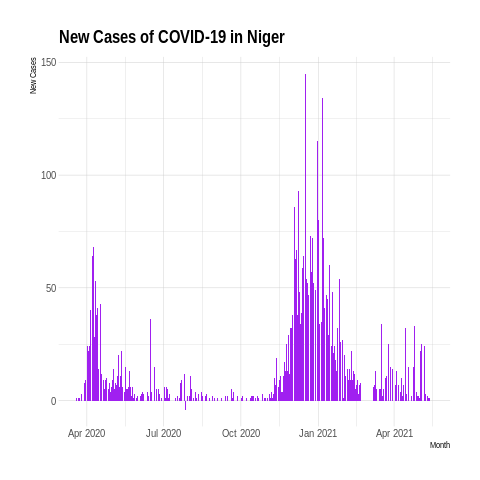 New Cases of COVID-19 in Niger
New Cases
150
100
50
0
Apr 2020 Jul 2020 Oct 2020 Jan 2021 Apr 2021
Month